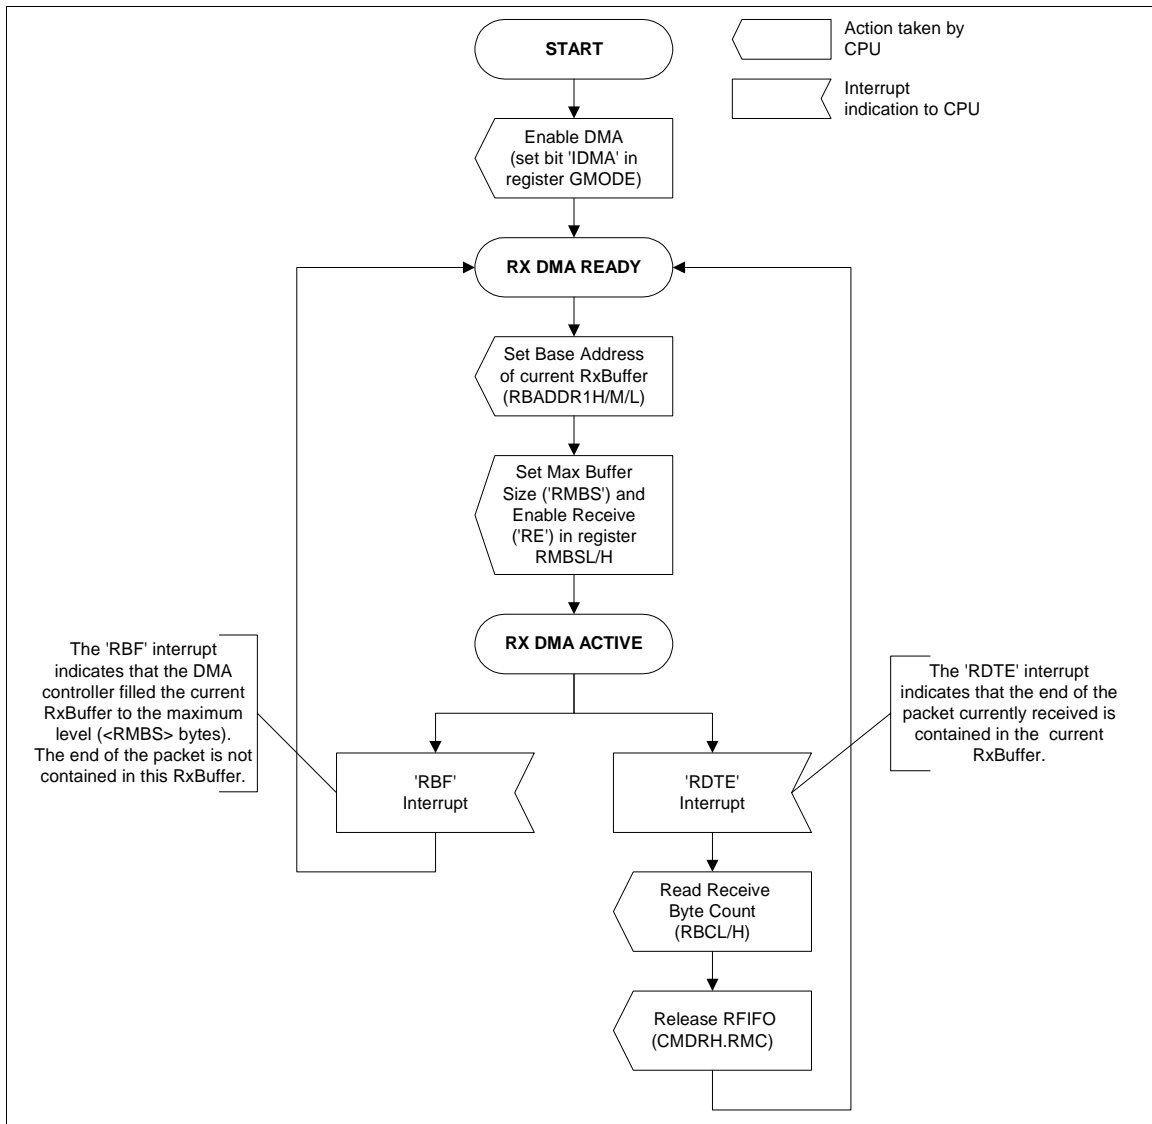 START
Action taken by
CPU
Interrupt
indication to CPU
Enable DMA
(set bit 'IDMA' in
register GMODE)
RX DMA READY
Set Base Address
of current RxBuffer
(RBADDR1H/M/L)
Set Max Buffer
Size ('RMBS') and
Enable Receive
('RE') in register
RMBSL/H
RX DMA ACTIVE
The 'RBF' interrupt
indicates that the DMA
controller filled the current
RxBuffer to the maximum
level (<RMBS> bytes).
The end of the packet is not
contained in this RxBuffer.
The 'RDTE' interrupt
indicates that the end of the
packet currently received is
contained in the current
RxBuffer.
'RBF'
Interrupt
'RDTE'
Interrupt
Read Receive
Byte Count
(RBCL/H)
Release RFIFO
(CMDRH.RMC)